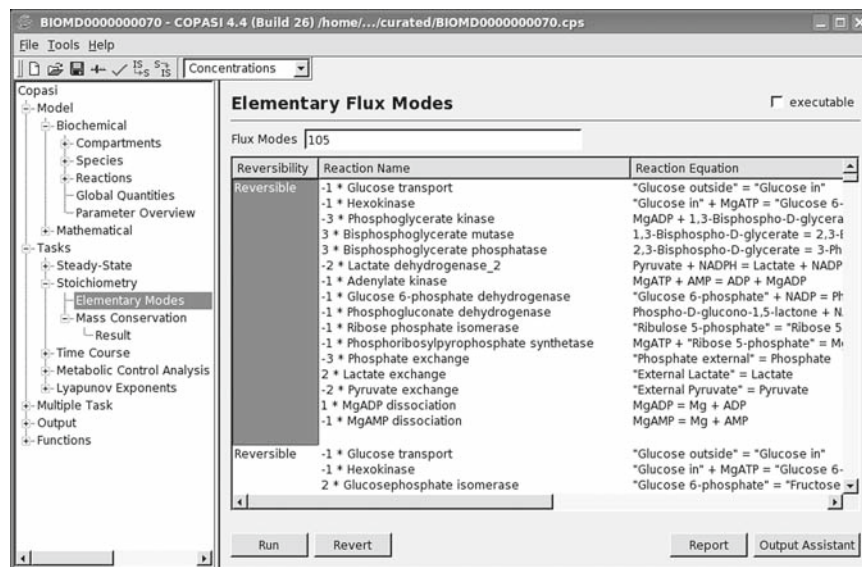 BIOMD0000000070 - COPASI 4.4 (Build 26) /home/.../curated/BIOMD0000000070.cps
File Tools Help
Concentrations
Copasi
Model
Biochemical
Compartments
Species
Reactions
Global Quantities
Parameter Overview
Mathematical
Tasks
Steady-State
Stoichiometry
Elementary Modes
Mass Conservation
Result
Time Course
Metabolic Control Analysis
Lyapunov Exponents
Multiple Task
Output
Functions
Elementary Flux Modes
executable
Flux Modes 105
Reversibility Reaction Name Reaction Equation
Reversible -1 * Glucose transport "Glucose outside" = "Glucose in"
-1 * Hexokinase "Glucose in" + MgATP = "Glucose 6-
-3 * Phosphoglycerate kinase MgADP + 1,3-Bisphospho-D-glycera
3 * Bisphosphoglycerate mutase 1,3-Bisphospho-D-glycerate = 2,3-
3 * Bisphosphoglycerate phosphatase 2,3-Bisphospho-D-glycerate = 3-Ph
-2 * Lactate dehydrogenase_2 Pyruvate + NADPH = Lactate + NADP
-1 * Adenylate kinase MgATP + AMP = ADP + MgADP
-1 * Glucose 6-phosphate dehydrogenase "Glucose 6-phosphate" + NADP = Ph
-1 * Phosphogluconate dehydrogenase Phospho-D-glucono-1,5-lactone + N
-1 * Ribose phosphate isomerase "Ribulose 5-phosphate" = "Ribose 5
-1 * Phosphoribosylpyrophosphate synthetase MgATP + "Ribose 5-phosphate" =
-3 * Phosphate exchange "Phosphate external" = Phosphate
2 * Lactate exchange "External Lactate" = Lactate
-2 * Pyruvate exchange "External Pyruvate" = Pyruvate
1 * MgADP dissociation MgADP = Mg + ADP
-1 * MgAMP dissociation MgAMP = Mg + AMP
Reversible -1 * Glucose transport "Glucose outside" = "Glucose in"
-1 * Hexokinase "Glucose in" + MgATP = "Glucose 6-
2 * Glucosephosphate isomerase "Glucose 6-phosphate" = "Fructose
Run Revert Report Output Assistant